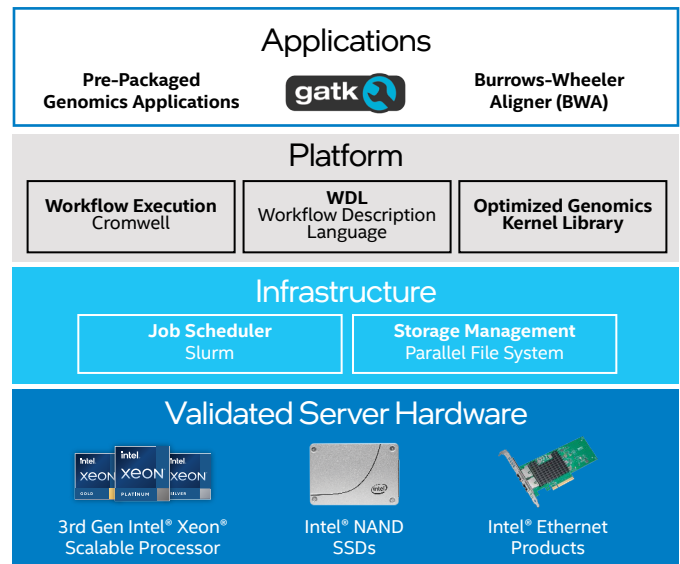 Applications
Pre-Packaged
Genomics Applications
gatk
Burrows-Wheeler
Aligner (BWA)
Platform
Workflow Execution
Cromwell
WDL
Workflow Description
Language
Optimized Genomics
Kernel Library
Infrastructure
Job Scheduler
Slurm
Storage Management
Parallel File System
Validated Server Hardware
intel
XEON
GOLD
intel
XEON
PLATINUM
intel
XEON
SILVER
intel
3rd Gen Intel® Xeon®
Scalable Processor
Intel® NAND
SSDs
Intel® Ethernet
Products